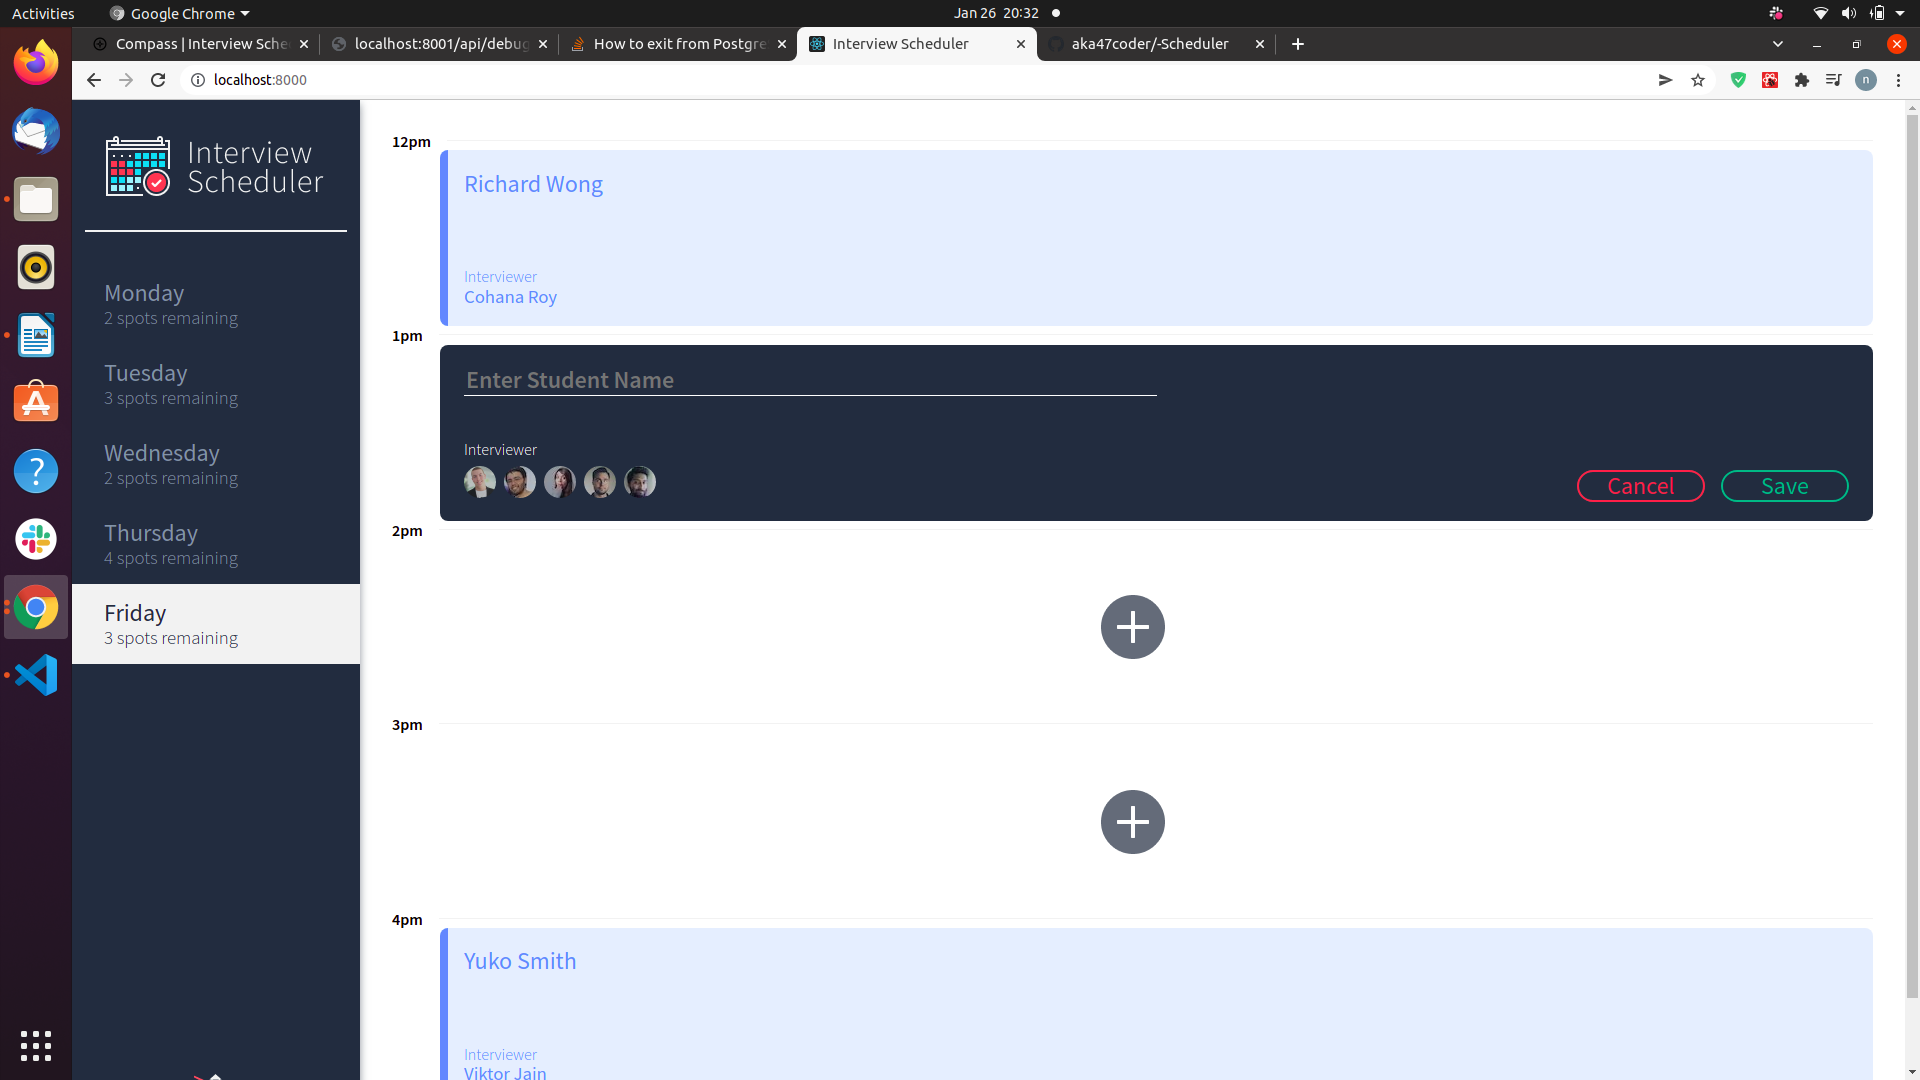 Activities
Google Chrome
Jan 26 20:32
Compass | Interview Sche
localhost:8001/api/debug
How to exit from Postgre
Interview Scheduler
aka47coder/-Scheduler
localhost:8000
n
Interview
Scheduler
Monday
2 spots remaining
Tuesday
3 spots remaining
Wednesday
2 spots remaining
Thursday
4 spots remaining
Friday
3 spots remaining
12pm
Richard Wong
Interviewer
Cohana Roy
1pm
Enter Student Name
Interviewer
Cancel
Save
2pm
3pm
4pm
Yuko Smith
Interviewer
Viktor Jain